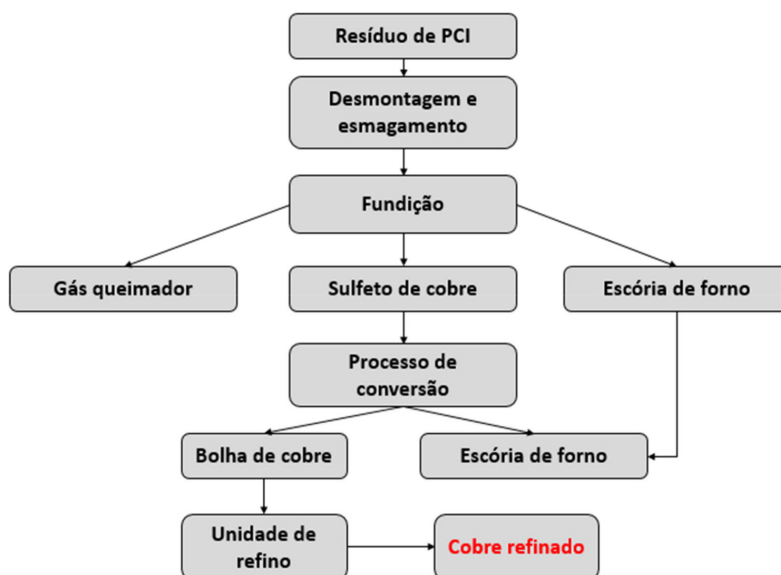 Resíduo de PCI
Desmontagem e
esmagamento
Fundição
Gás queimador
Sulfeto de cobre
Escória de forno
Processo de
conversão
Bolha de cobre
Escória de forno
Unidade de
refino
Cobre refinado